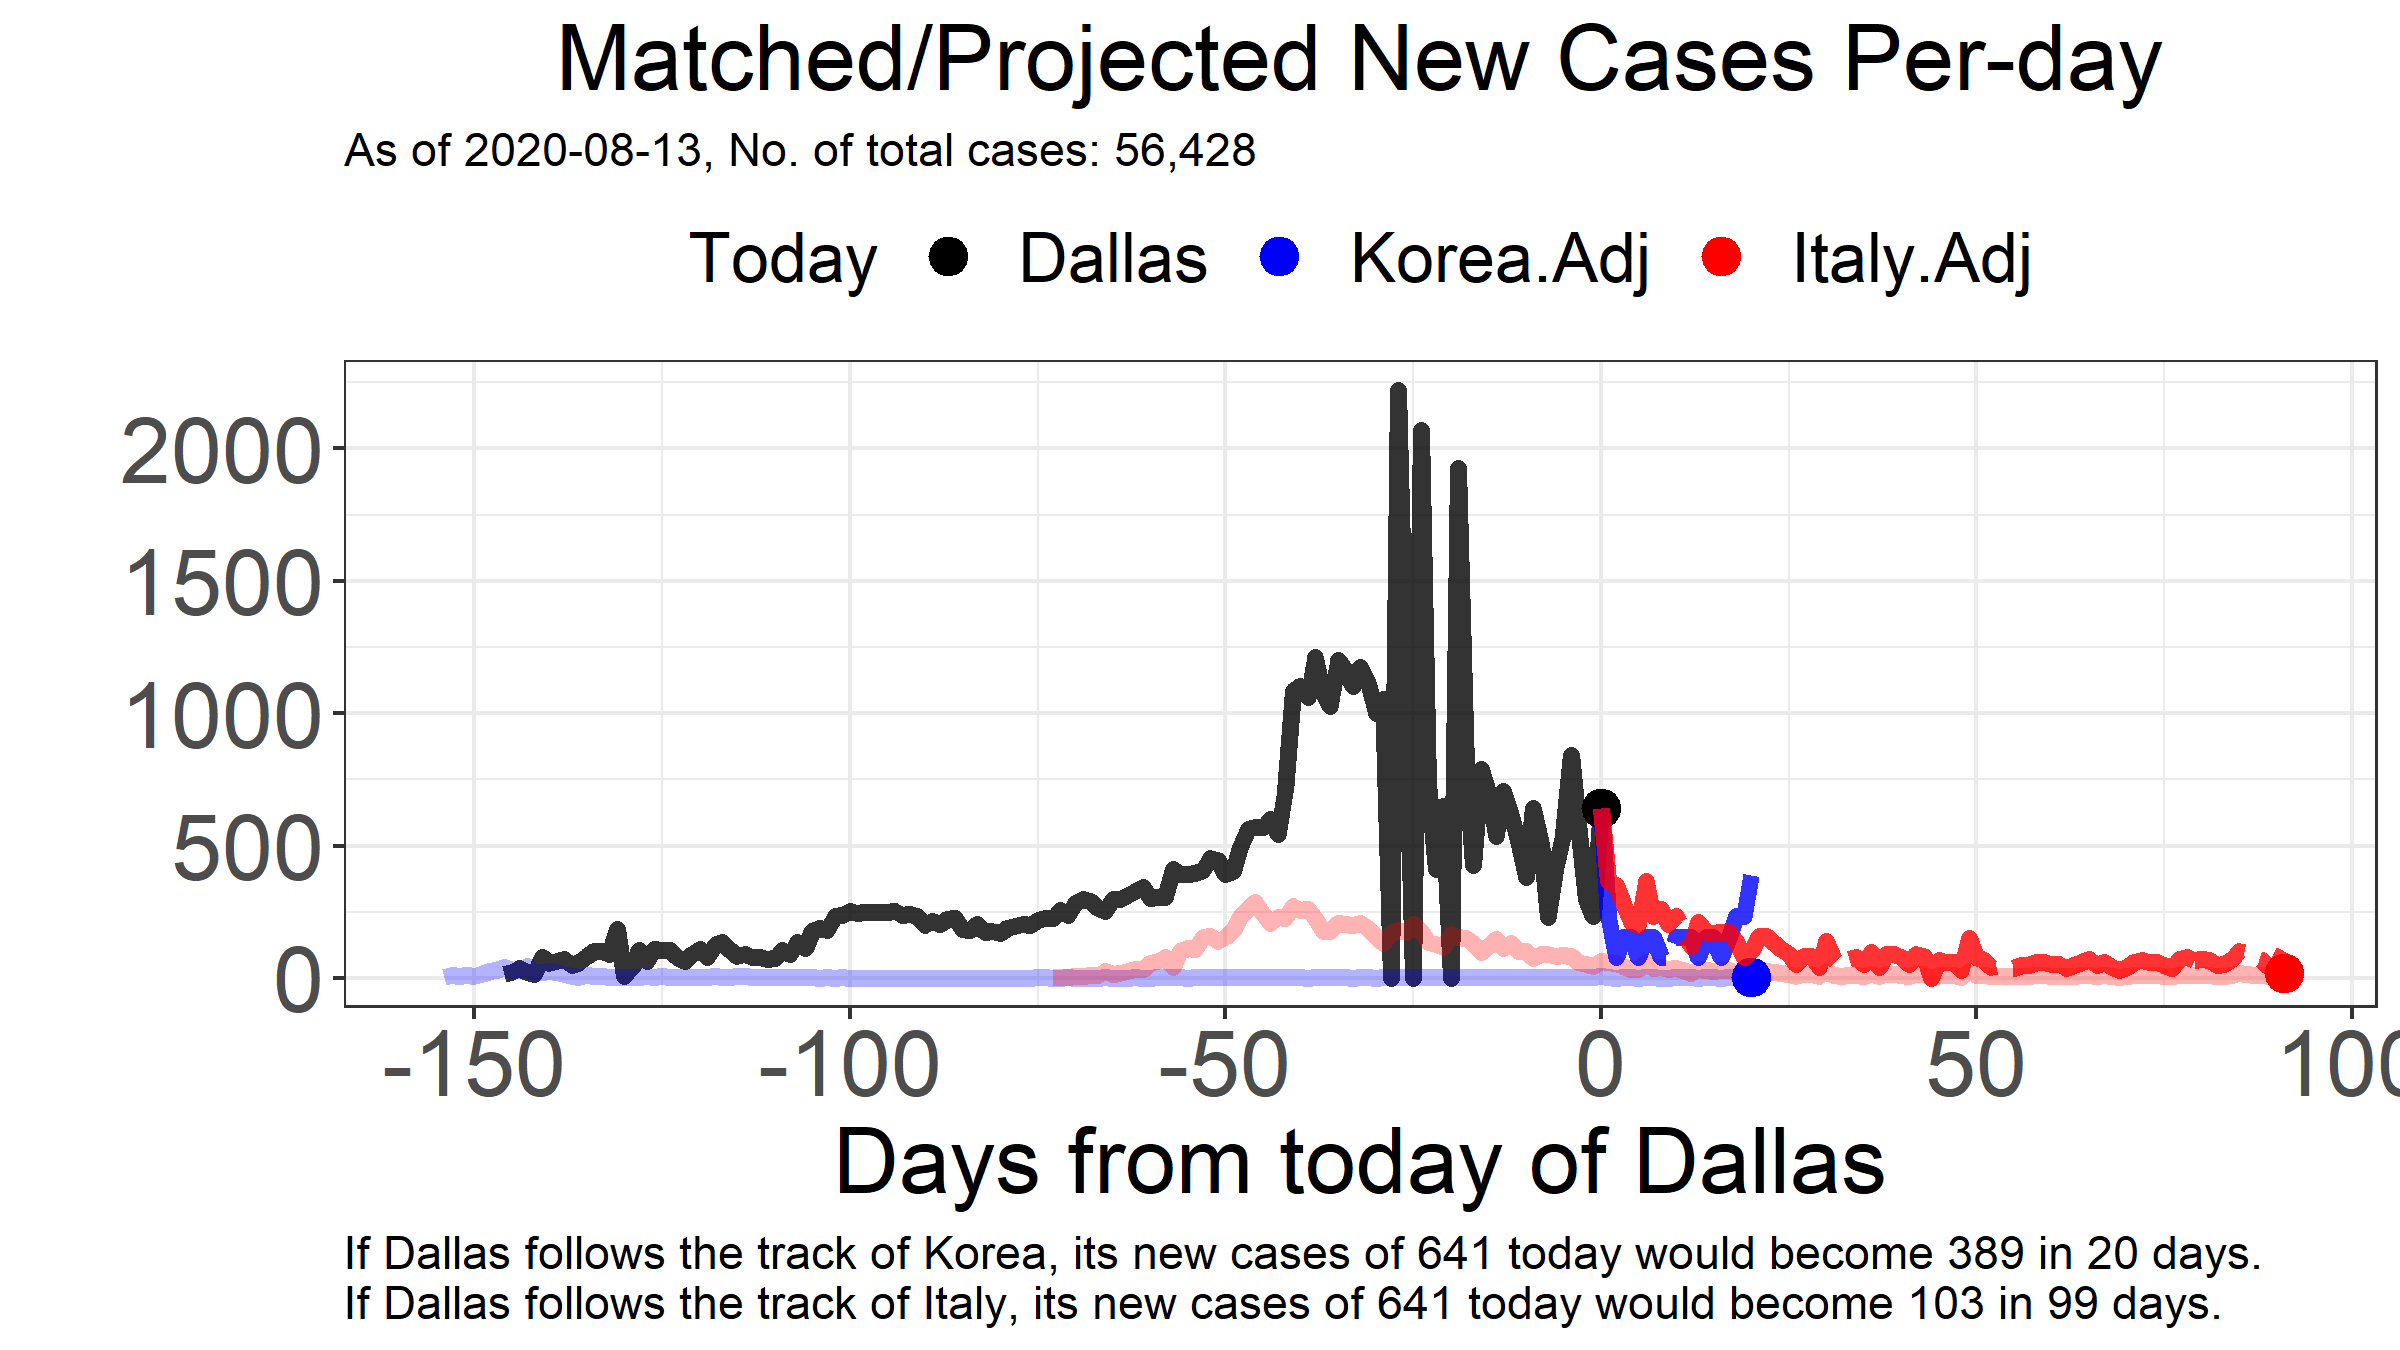 Matched/Projected New Cases Per-day
As of 2020-08-13, No. of total cases: 56,428
Today Dallas Korea.Adj Italy.Adj
2000
1500
1000
500
0
-150 -100 -50 0 50 100
Days from today of Dallas
If Dallas follows the track of Korea, its new cases of 641 today would become 389 in 20 days.
If Dallas follows the track of Italy, its new cases of 641 today would become 103 in 99 days.